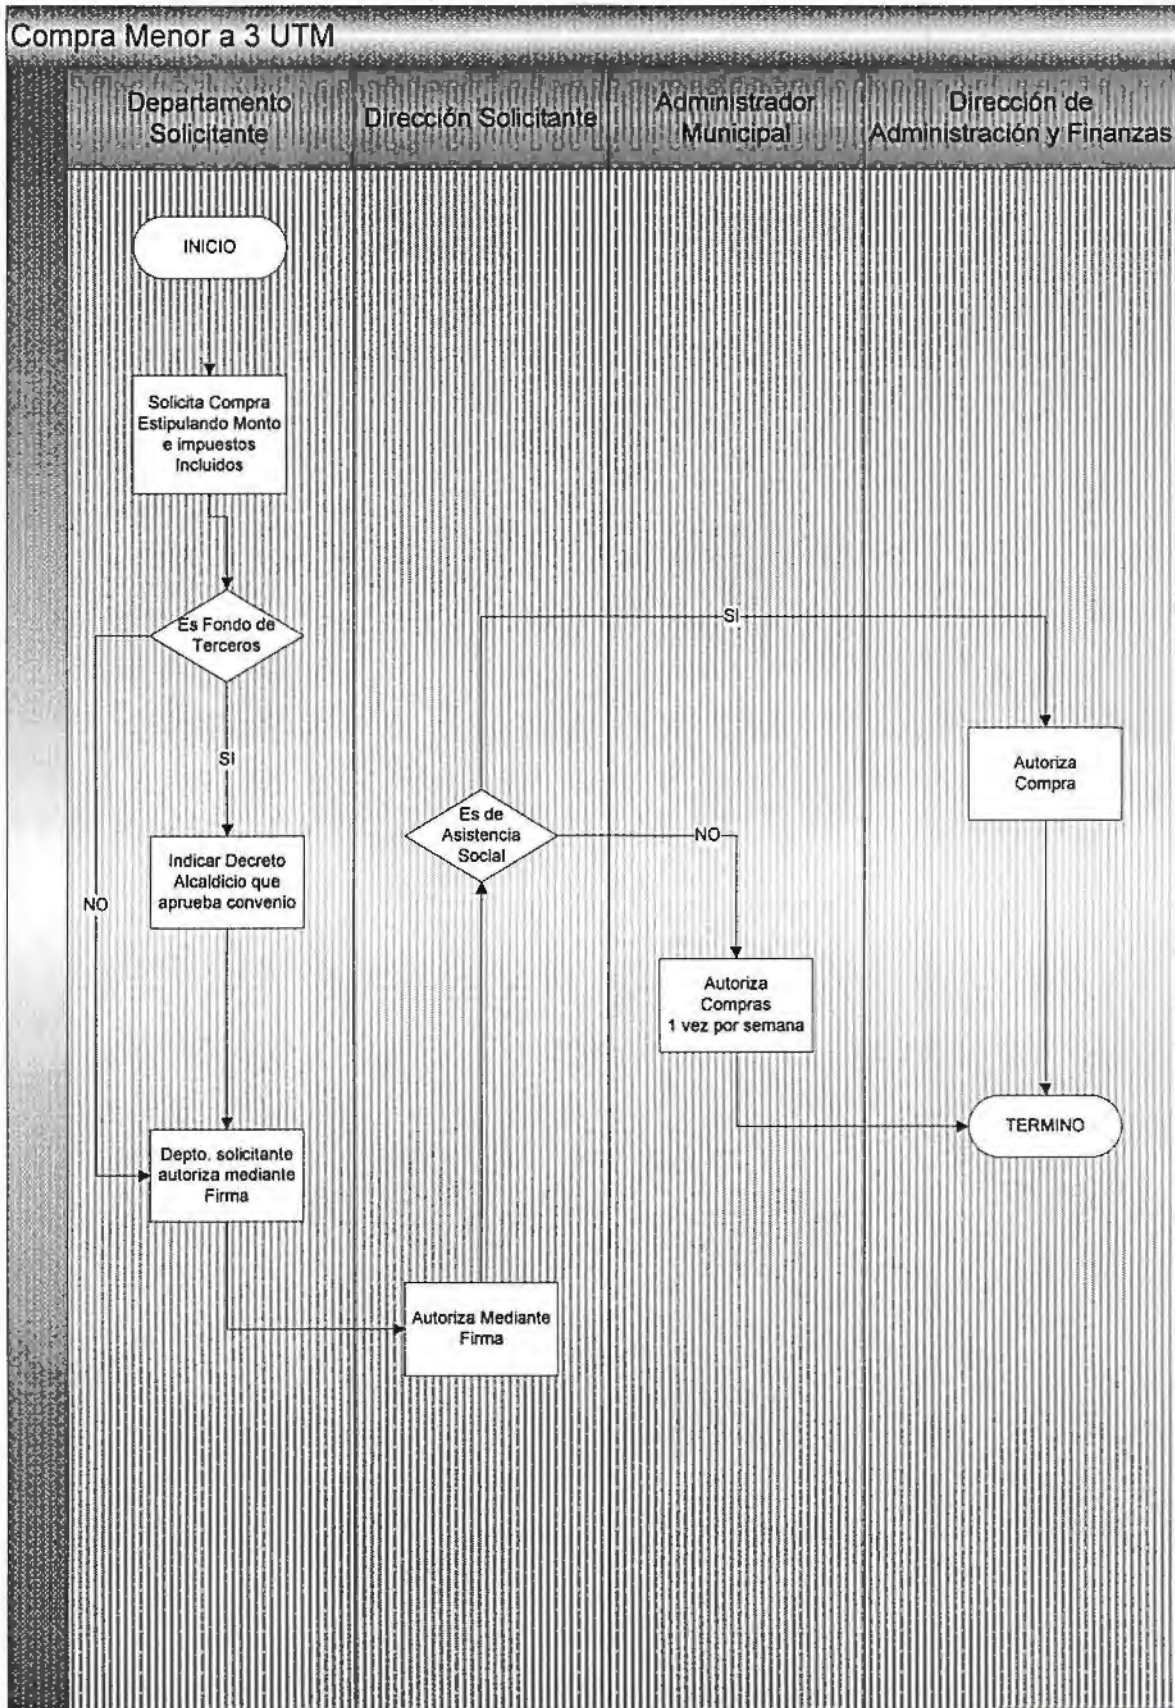 Compra Menor a 3 UTM
Departamento
Solicitante
Dirección Solicitante
Administrador
Municipal
Dirección de
Administración y Finanzas
INICIO
Solicita Compra
Estipulando Monto
e impuestos
Incluidos
Es Fondo de
Terceros
SI
NO
Indicar Decreto
Alcaldicio que
aprueba convenio
Depto. solicitante
autoriza mediante
Firma
Autoriza Mediante
Firma
Es de
Asistencia
Social
SI
NO
Autoriza
Compras
1 vez por semana
Autoriza
Compra
TERMINO